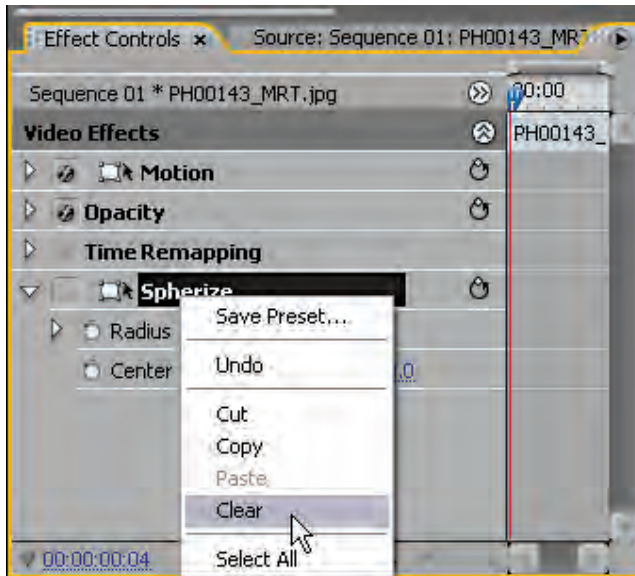 Effect Controls × Source: Sequence 01: PH00143_MRT
Sequence 01 * PH00143_MRT.jpg 00:00
Video Effects PH00143_
Motion
Opacity
Time Remapping
Spherize
Save Preset...
Radius
Undo
Center .0
Cut
Copy
Paste
Clear
00:00:00:04 Select All